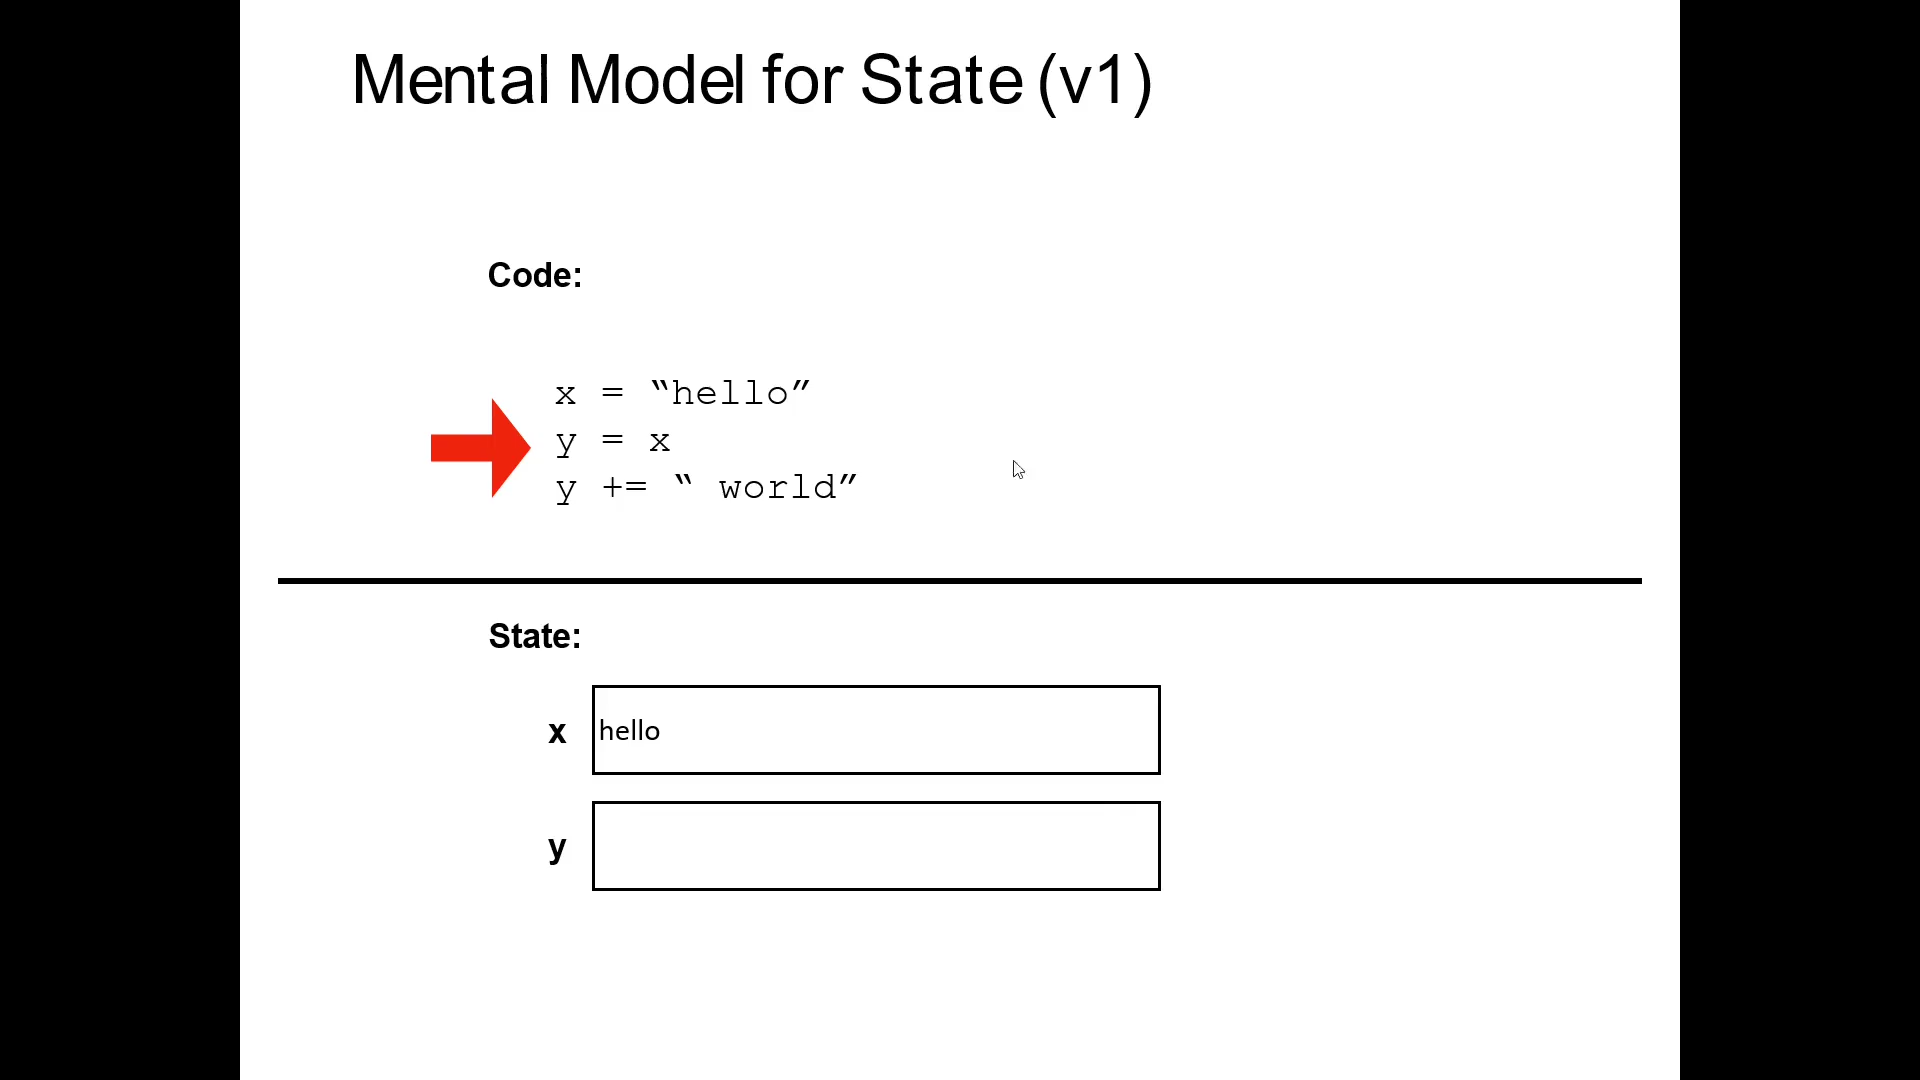 Mental Model for State (v1)
Code:
x = “hello”
y = x
y += “ world”
State:
x hello
y